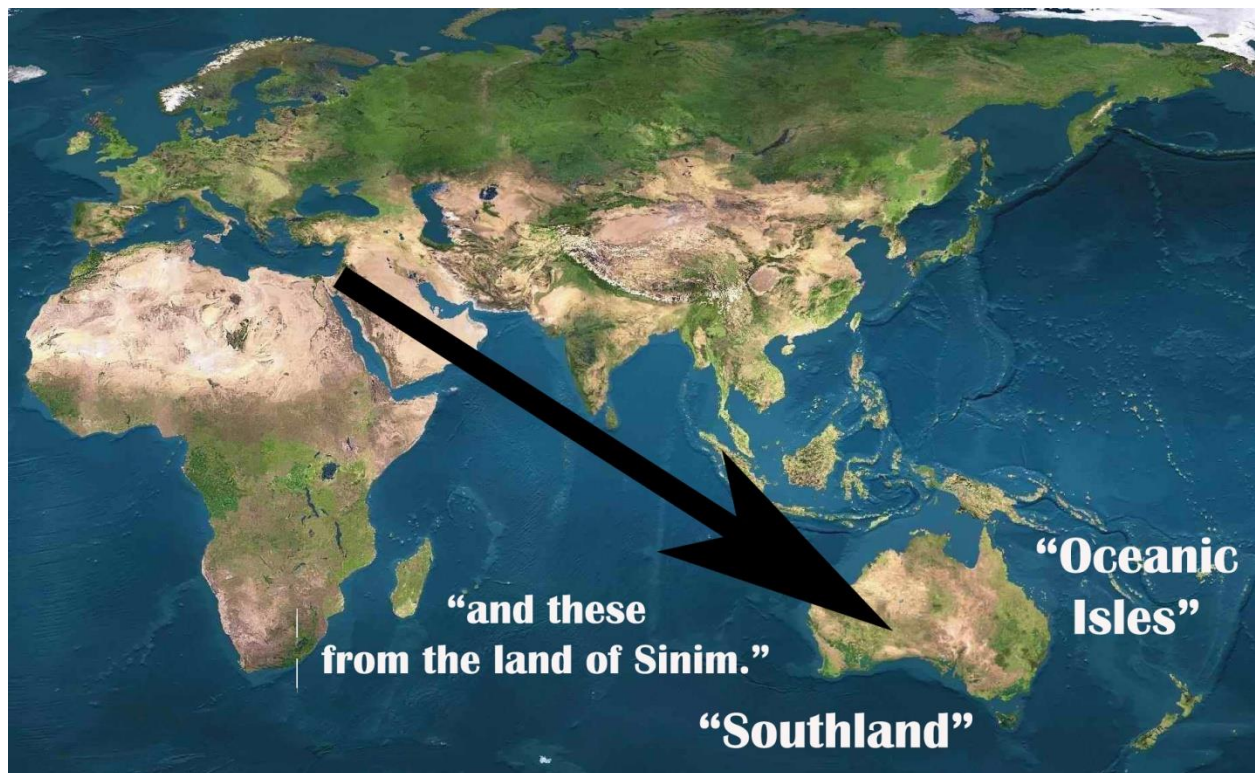 “Oceanic
Isles”
“and these
from the land of Sinim.”
“Southland”